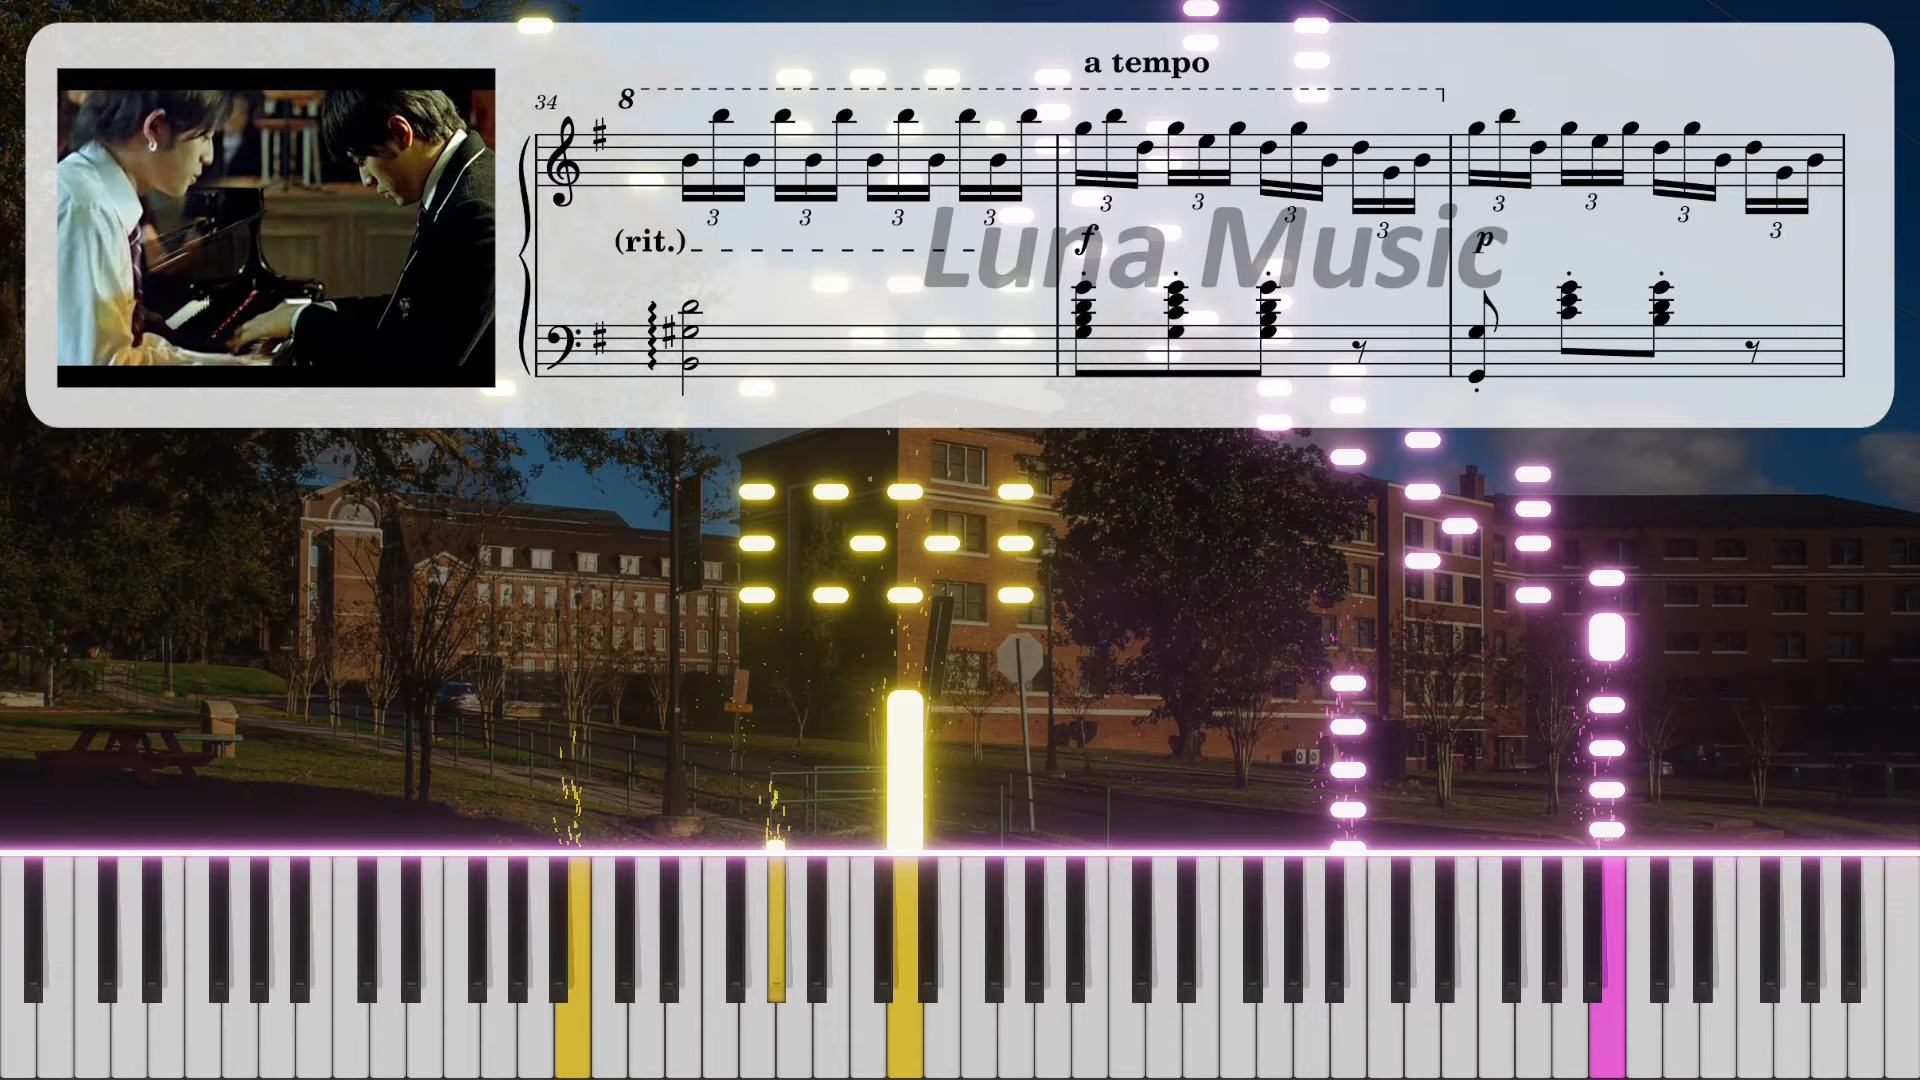 a tempo
34
8
3 3 3 3 3 3 3 3 3 3 3 3
(rit.)
f
p
Luna Music